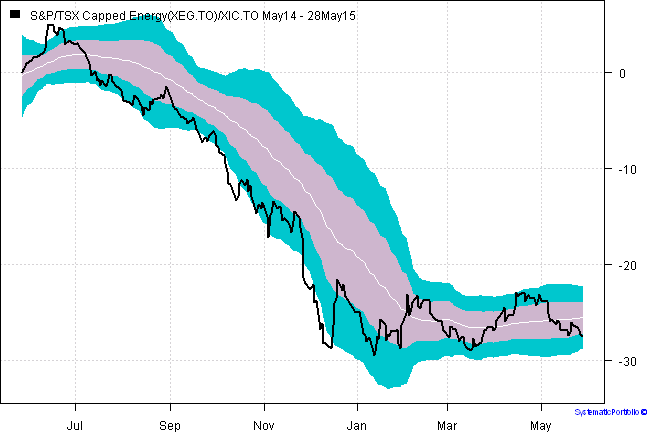 S&P/TSX Capped Energy(XEG.TO)/XIC.TO May14 - 28May15
0
-10
-20
-30
Jul Sep Nov Jan Mar May
SystematicPortfolio ©